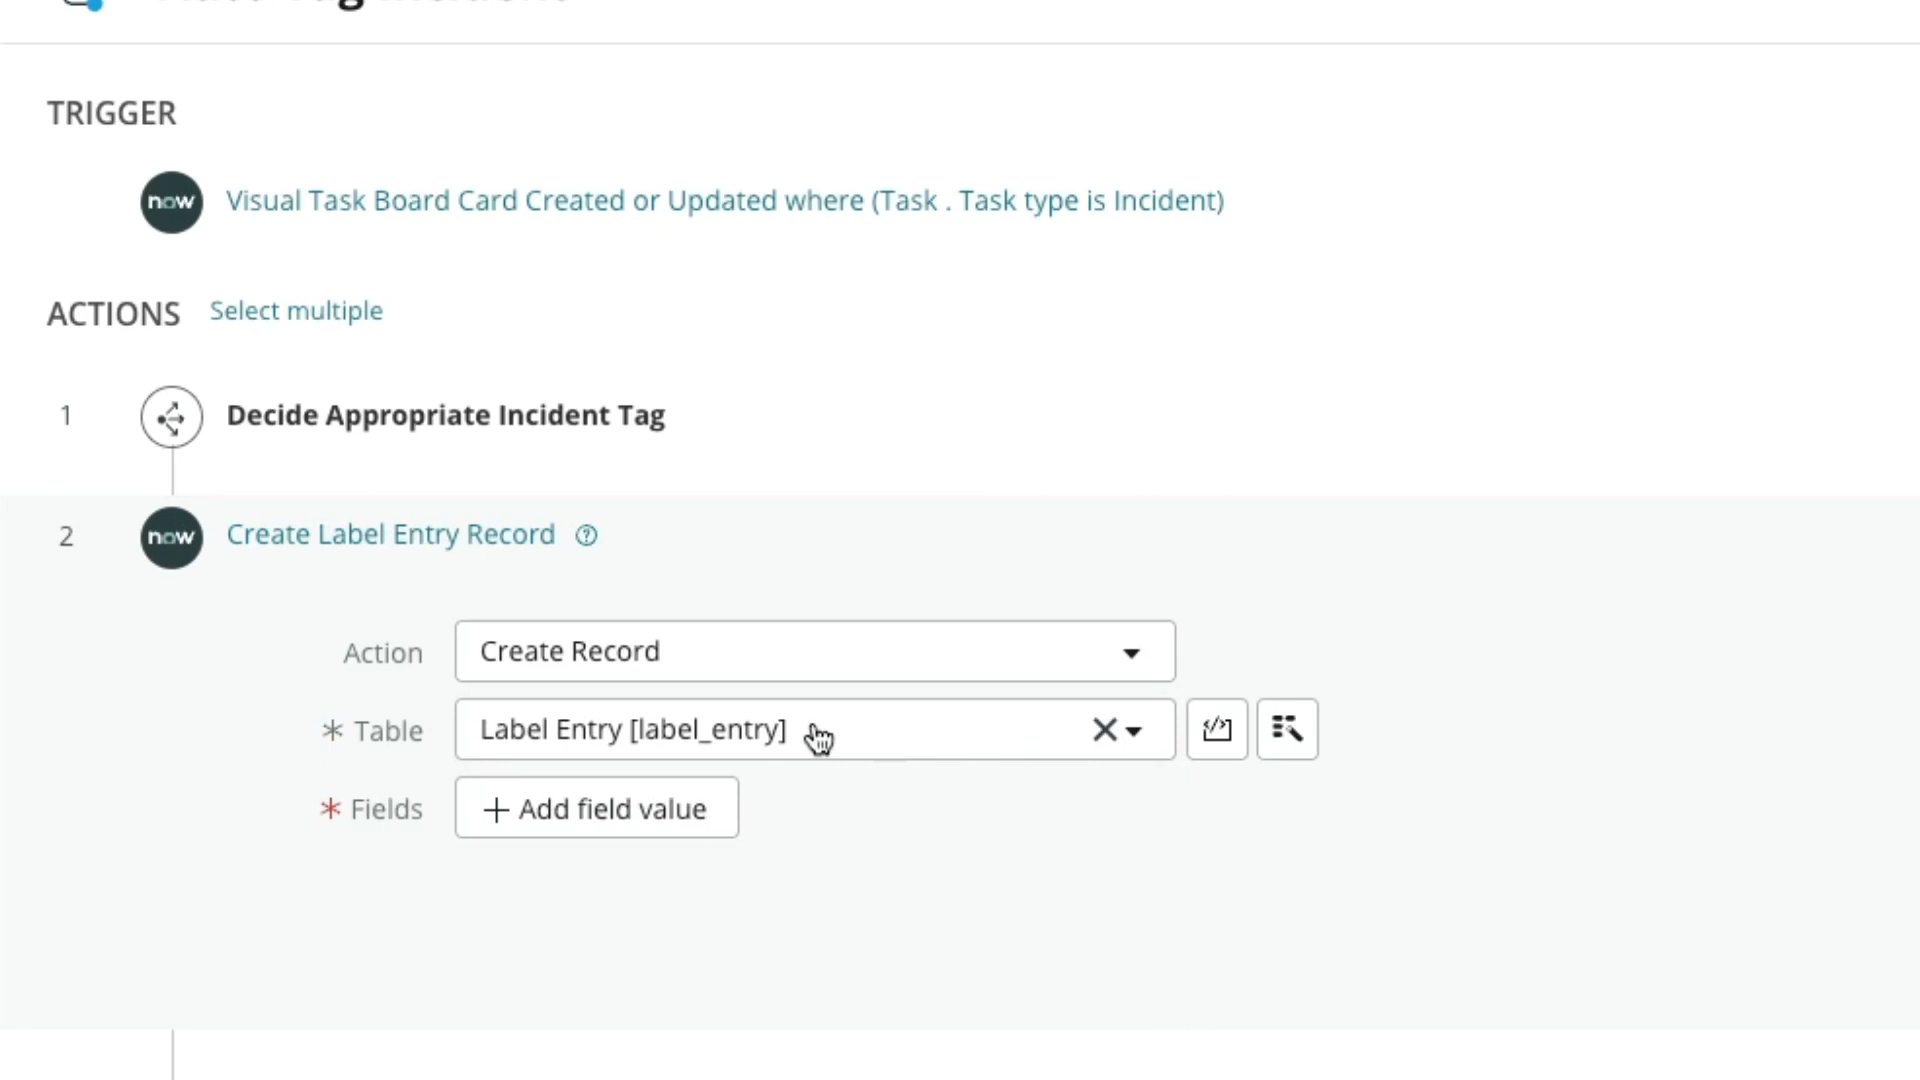 TRIGGER
now Visual Task Board Card Created or Updated where (Task . Task type is Incident)
ACTIONS Select multiple
1 Decide Appropriate Incident Tag
2 now Create Label Entry Record ?
Action Create Record
* Table Label Entry [label_entry]
* Fields + Add field value